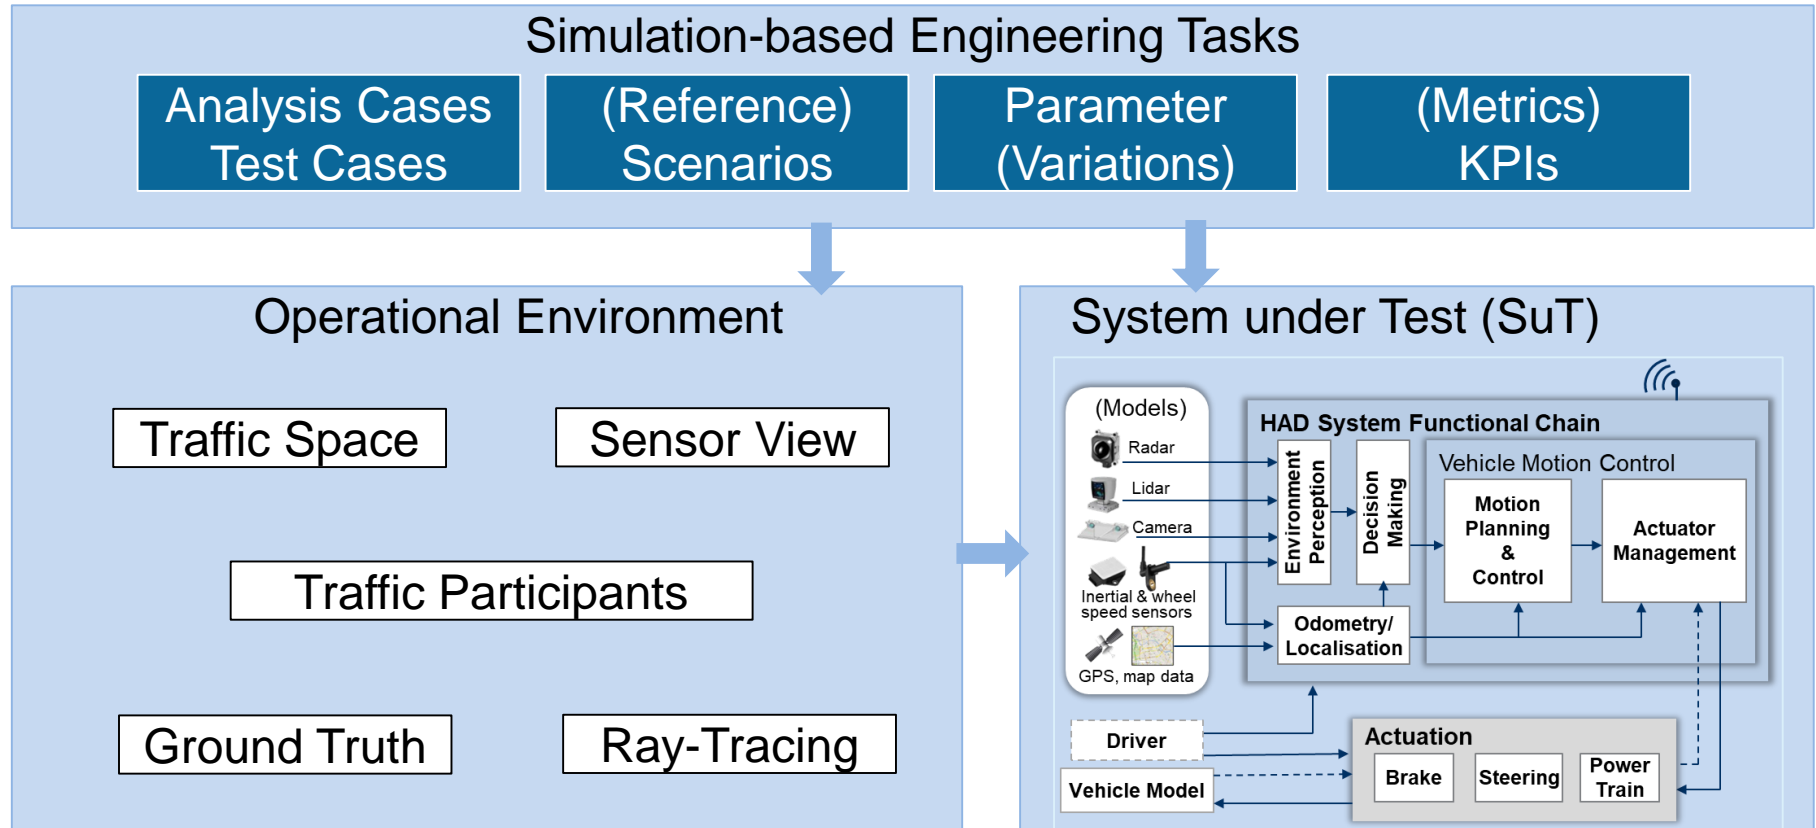 Simulation-based Engineering Tasks
Analysis Cases
Test Cases
(Reference)
Scenarios
Parameter
(Variations)
(Metrics)
KPIs
Operational Environment
Traffic Space
Sensor View
Traffic Participants
Ground Truth
Ray-Tracing
System under Test (SuT)
(Models)
Radar
Lidar
Camera
Inertial & wheel
speed sensors
GPS, map data
HAD System Functional Chain
Environment
Perception
Decision
Making
Odometry/
Localisation
Vehicle Motion Control
Motion
Planning
&
Control
Actuator
Management
Driver
Vehicle Model
Actuation
Brake
Steering
Power
Train